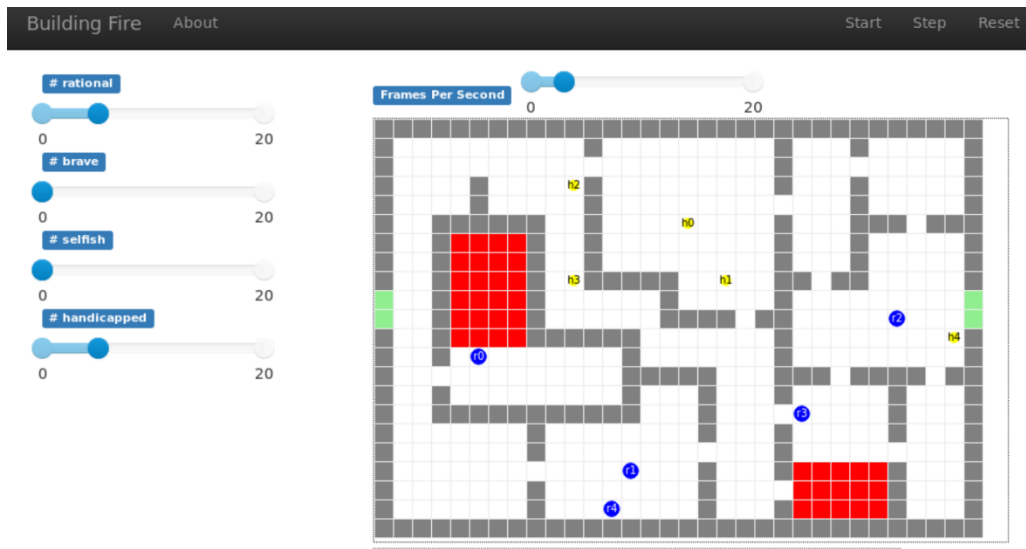 Building Fire About Start Step Reset
# rational
0 20
# brave
0 20
# selfish
0 20
# handicapped
0 20
Frames Per Second
0 20
h2
h0
h3 h1
r2
h4
r0
r3
r1
r4